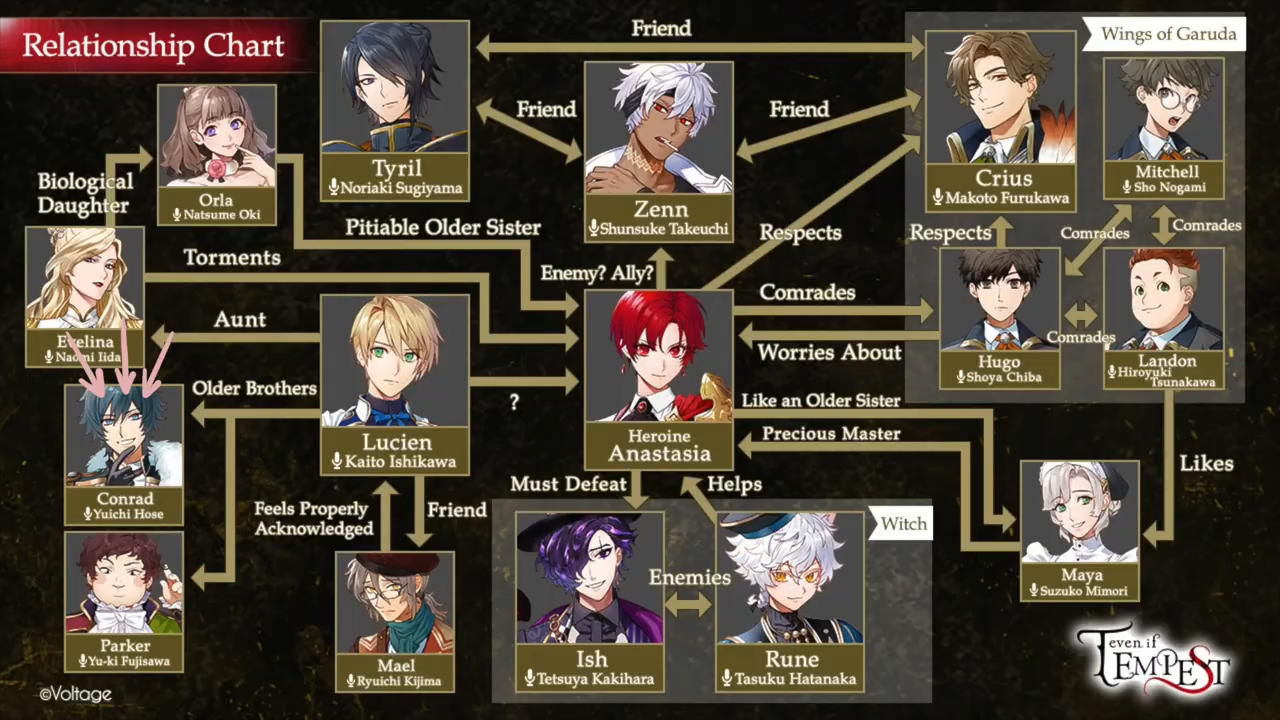 Relationship Chart
Friend
Wings of Garuda
Friend
Friend
Tyril
Noriaki Sugiyama
Zenn
Shunsuke Takeuchi
Crius
Makoto Furukawa
Mitchell
Sho Nogami
Biological
Daughter
Orla
Natsume Oki
Pitiable Older Sister
Respects
Respects
Comrades
Comrades
Torments
Enemy? Ally?
Aunt
Comrades
Comrades
Evelina
Naomi Iida
Worries About
Hugo
Shoya Chiba
Landon
Hiroyuki
Tsunakawa
Older Brothers
?
Like an Older Sister
Lucien
Kaito Ishikawa
Heroine
Anastasia
Precious Master
Likes
Conrad
Yuichi Hose
Feels Properly
Acknowledged
Friend
Must Defeat
Helps
Witch
Enemies
Maya
Suzuko Mimori
Parker
Yu-ki Fujisawa
Mael
Ryuichi Kijima
Ish
Tetsuya Kakihara
Rune
Tasuku Hatanaka
even if
TEMPEST
©Voltage